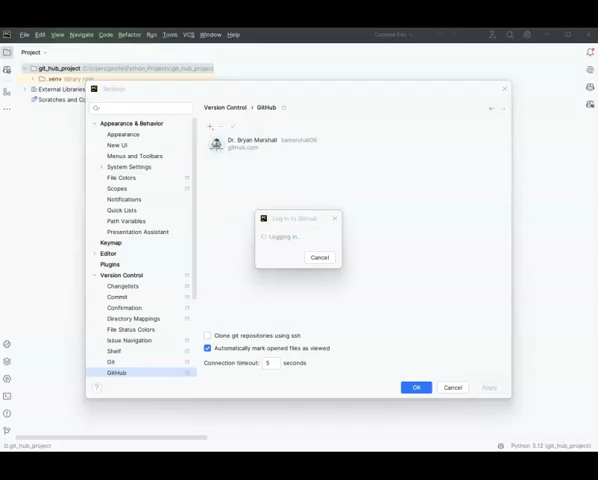 File Edit View Navigate Code Refactor Run Tools VCS Window Help
Current File
Project
git_hub_project C:\Users\profe\Python_Projects\git_hub_project
.venv library root
External Libraries
Scratches and Co
Settings
Appearance & Behavior
Appearance
New UI
Menus and Toolbars
System Settings
File Colors
Scopes
Notifications
Quick Lists
Path Variables
Presentation Assistant
Keymap
Editor
Plugins
Version Control
Changelists
Commit
Confirmation
Directory Mappings
File Status Colors
Issue Navigation
Shelf
Git
GitHub
Version Control › GitHub
Dr. Bryan Marshall
github.com
Log in to GitHub
Logging in...
Cancel
Clone git repositories using ssh
Automatically mark opened files as viewed
Connection timeout: 5 seconds
?
OK
Cancel
Apply
git_hub_project
Python 3.12 (git_hub_project)